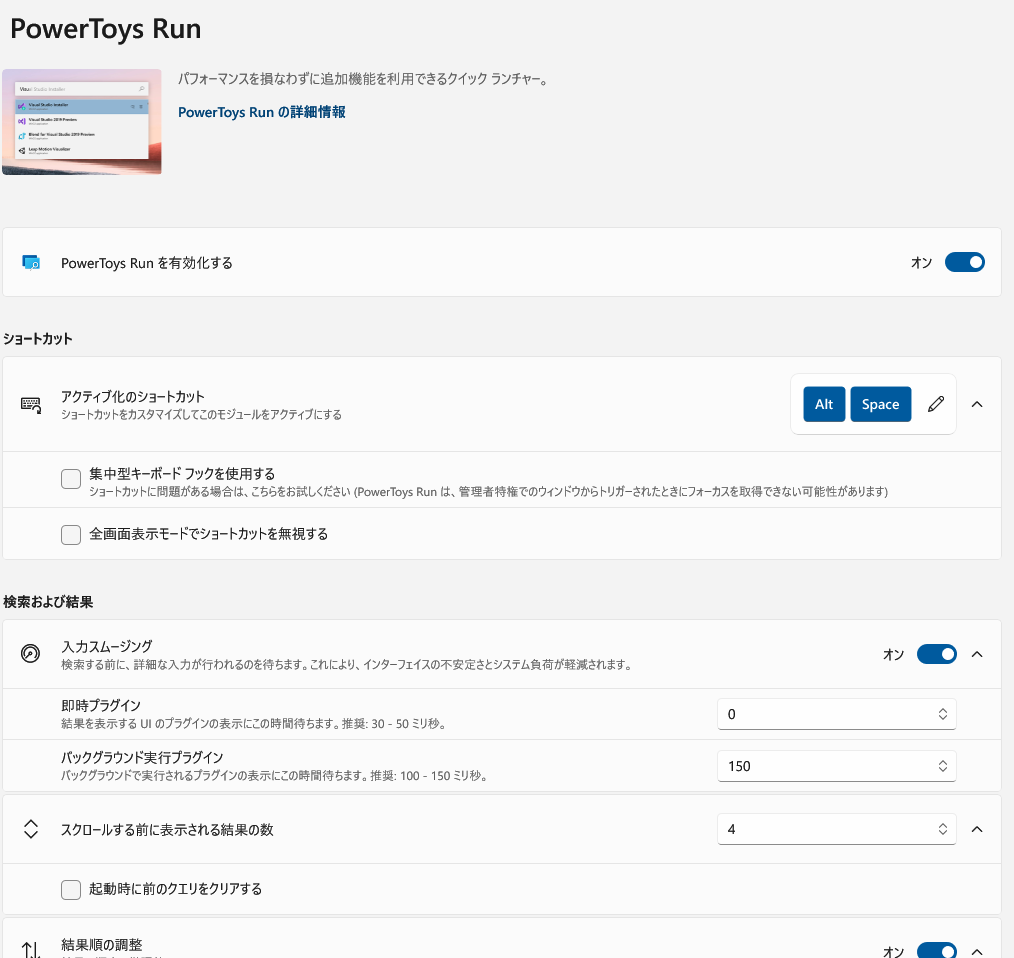 PowerToys Run
Visual Studio Installer
Visual Studio Installer
Visual Studio 2019 Preview
Blend for Visual Studio 2019 Preview
Leap Motion Visualizer
パフォーマンスを損なわずに追加機能を利用できるクイック ランチャー。
PowerToys Run の詳細情報
PowerToys Run を有効化する
オン
ショートカット
アクティブ化のショートカット
ショートカットをカスタマイズしてこのモジュールをアクティブにする
Alt Space
集中型キーボード フックを使用する
ショートカットに問題がある場合は、こちらをお試しください (PowerToys Run は、管理者特権でのウィンドウからトリガーされたときにフォーカスを取得できない可能性があります)
全画面表示モードでショートカットを無視する
検索および結果
入力スムージング
検索する前に、詳細な入力が行われるのを待ちます。これにより、インターフェイスの不安定さとシステム負荷が軽減されます。
オン
即時プラグイン
結果を表示する UI のプラグインの表示にこの時間待ちます。推奨: 30 - 50 ミリ秒。
0
バックグラウンド実行プラグイン
バックグラウンドで実行されるプラグインの表示にこの時間待ちます。推奨: 100 - 150 ミリ秒。
150
スクロールする前に表示される結果の数
4
起動時に前のクエリをクリアする
結果順の調整
オン